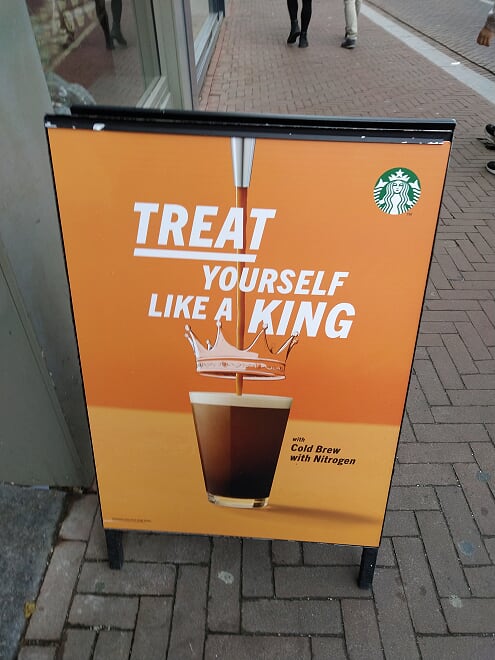 TREAT
YOURSELF
LIKE A KING
with
Cold Brew
with Nitrogen